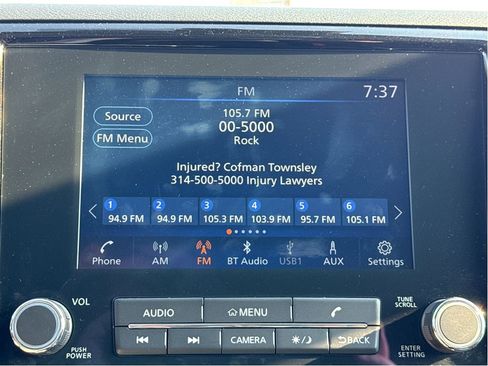 FM
7:37
Source
105.7 FM
00-5000
FM Menu
Rock
Injured? Cofman Townsley
314-500-5000 Injury Lawyers
1 2 3 4 5 6
94.9 FM 94.9 FM 105.3 FM 103.9 FM 95.7 FM 105.1 FM
Phone AM FM BT Audio USB1 AUX Settings
VOL
AUDIO
MENU
TUNE
SCROLL
PUSH
POWER
CAMERA
BACK
ENTER
SETTING